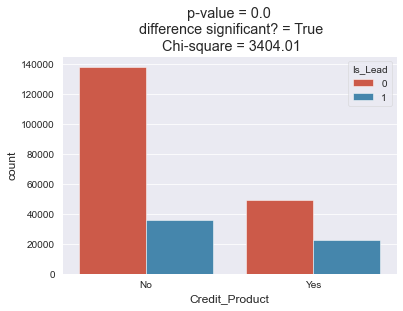 p-value = 0.0
difference significant? = True
Chi-square = 3404.01
140000
120000
100000
80000
60000
40000
20000
0
count
Is_Lead
0
1
No
Yes
Credit_Product